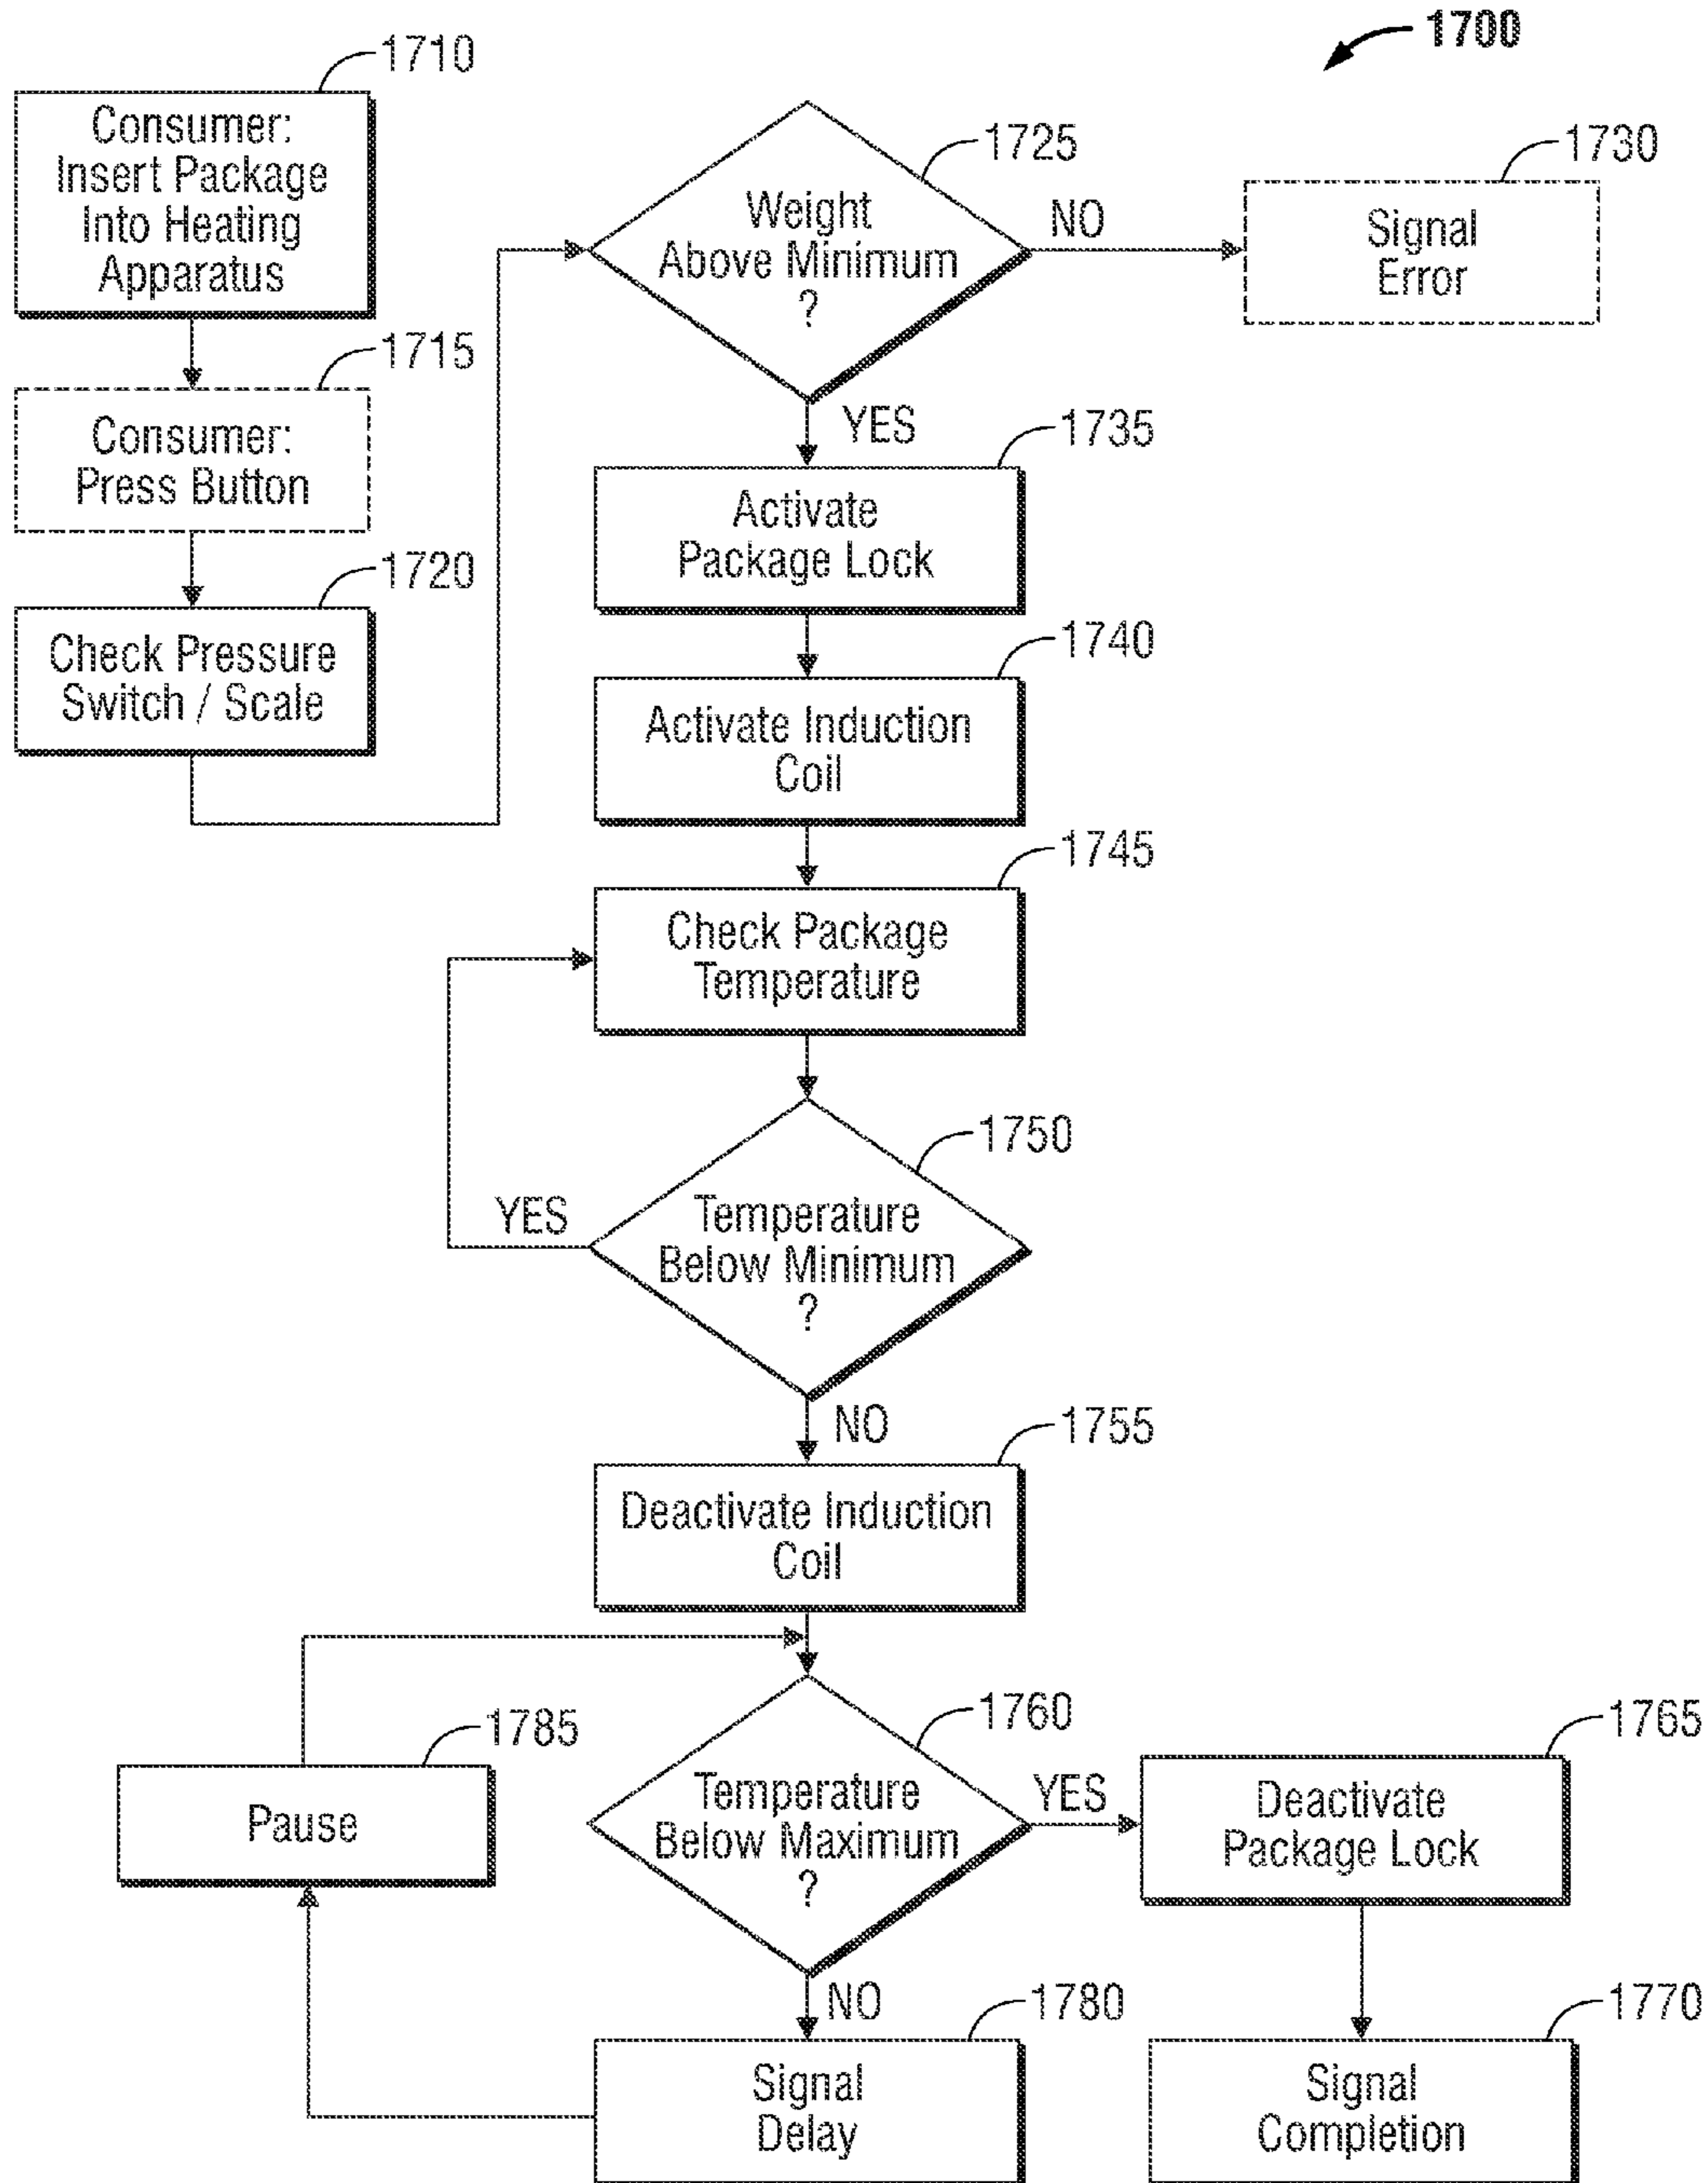 1700
1710
Consumer:
Insert Package
Into Heating
Apparatus
1715
Consumer:
Press Button
1720
Check Pressure
Switch / Scale
1725
Weight
Above Minimum
?
NO
1730
Signal
Error
YES
1735
Activate
Package Lock
1740
Activate Induction
Coil
1745
Check Package
Temperature
1750
Temperature
Below Minimum
?
YES
NO
1755
Deactivate Induction
Coil
1760
Temperature
Below Maximum
?
YES
1765
Deactivate
Package Lock
1770
Signal
Completion
NO
1780
Signal
Delay
1785
Pause